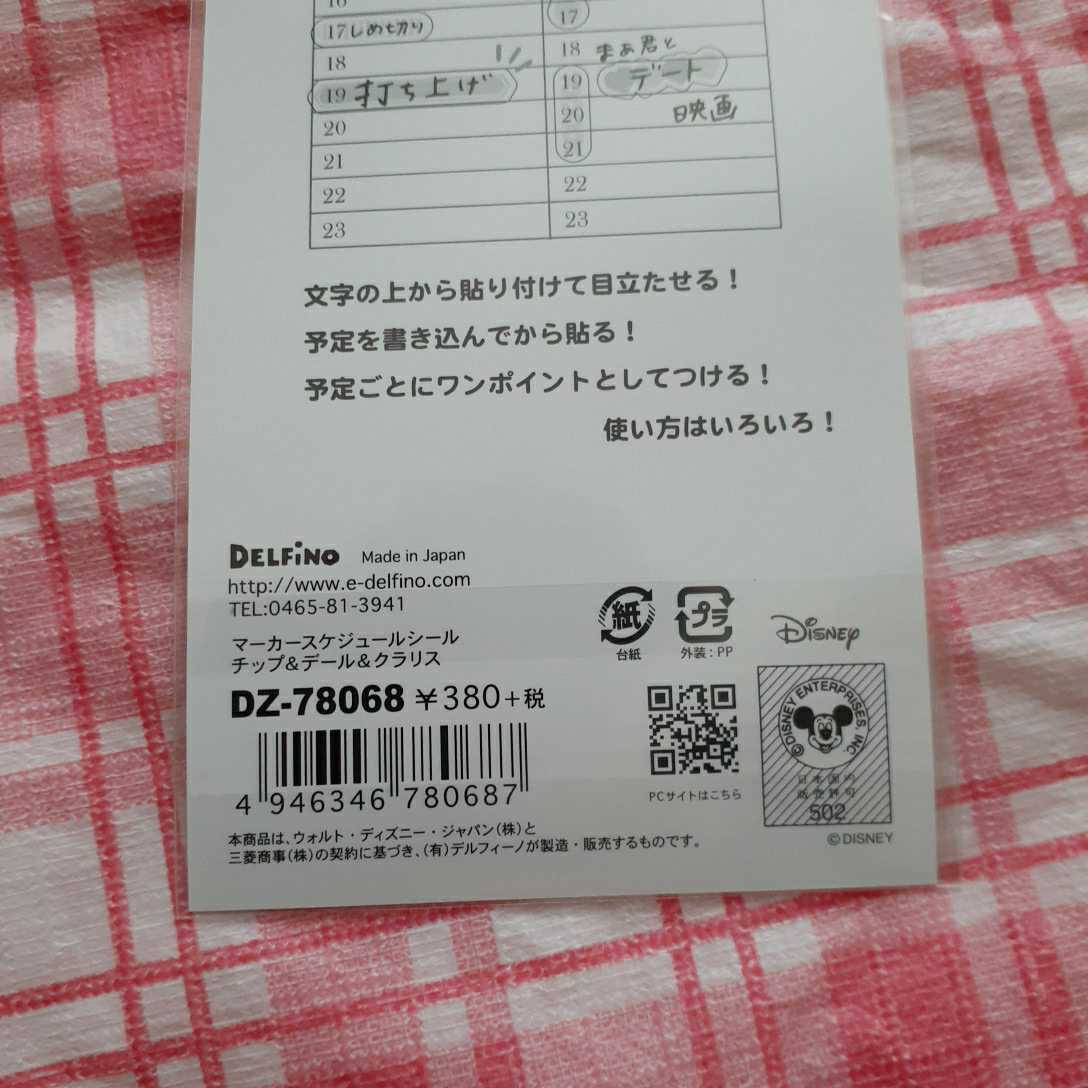 16
17 しめ切り
17
18
18 まあ君と
19 打ち上げ
19 デート
20
20 映画
21
21
22
22
23
23
文字の上から貼り付けて目立たせる！
予定を書き込んでから貼る！
予定ごとにワンポイントとしてつける！
使い方はいろいろ！
DELFINO Made in Japan
http://www.e-delfino.com
TEL:0465-81-3941
マーカースケジュールシール
チップ&デール&クラリス
DZ-78068 ¥380+税
4 946346 780687
本商品は、ウォルト・ディズニー・ジャパン(株)と
三菱商事(株)の契約に基づき、(有)デルフィーノが製造・販売するものです。
紙
台紙
プラ
外装:PP
PCサイトはこちら
DISNEY
©DISNEY ENTERPRISES, INC.
日本国内
販売許可
502
©DISNEY